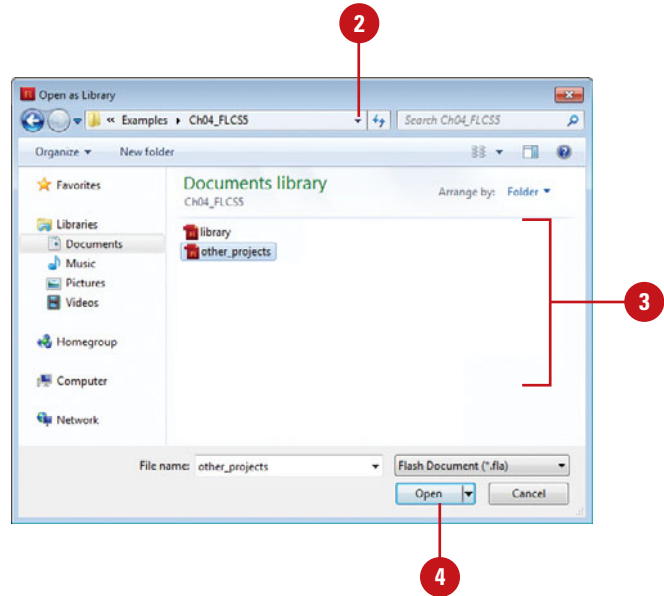 2
Open as Library
« Examples ▸ Ch04_FLCS5
Search Ch04_FLCS5
Organize ▼ New folder
Favorites
Libraries
Documents
Music
Pictures
Videos
Homegroup
Computer
Network
Documents library
Ch04_FLCS5
Arrange by: Folder ▼
library
other_projects
3
File name: other_projects
Flash Document (*.fla)
Open
Cancel
4